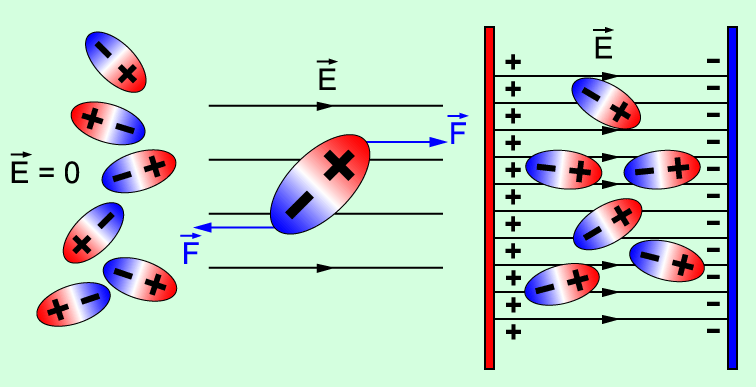 E⃗ = 0
E⃗
F⃗
F⃗
E⃗
+ + + + + + + + + + +
- - - - - - - - - - -